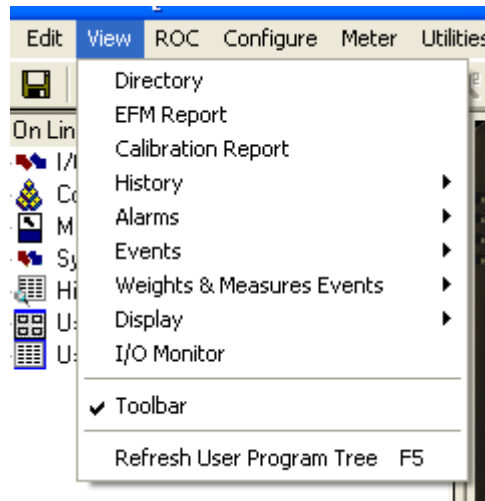 Edit View ROC Configure Meter Utilities
Directory
On Lin
EFM Report
Calibration Report
History
Alarms
Events
Weights & Measures Events
Display
I/O Monitor
Toolbar
Refresh User Program Tree F5